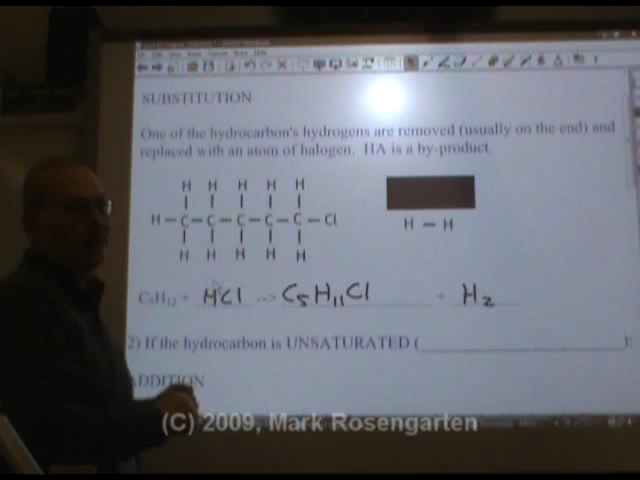 SUBSTITUTION
One of the hydrocarbon's hydrogens are removed (usually on the end) and
replaced with an atom of halogen. HA is a by-product.
H H H H H
H-C-C-C-C-C-Cl
H H H H H
H-H
C₅H₁₂ + HCl --> C₅H₁₁Cl + H₂
2) If the hydrocarbon is UNSATURATED (____________________):
ADDITION
(C) 2009, Mark Rosengarten